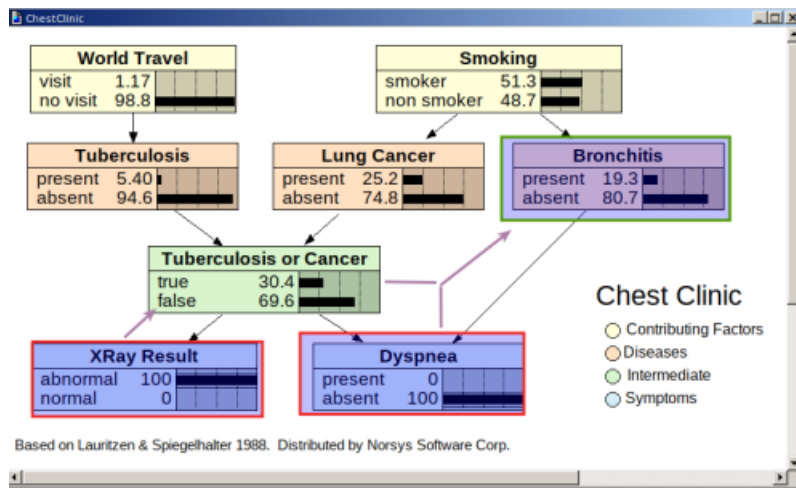 ChestClinic
World Travel
visit 1.17
no visit 98.8
Smoking
smoker 51.3
non smoker 48.7
Tuberculosis
present 5.40
absent 94.6
Lung Cancer
present 25.2
absent 74.8
Bronchitis
present 19.3
absent 80.7
Tuberculosis or Cancer
true 30.4
false 69.6
XRay Result
abnormal 100
normal 0
Dyspnea
present 0
absent 100
Chest Clinic
Contributing Factors
Diseases
Intermediate
Symptoms
Based on Lauritzen & Spiegelhalter 1988. Distributed by Norsys Software Corp.